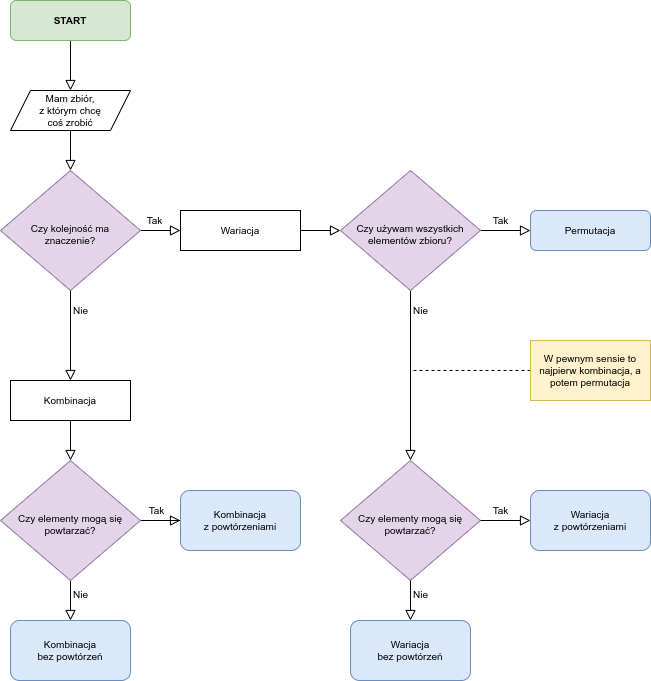 START
Mam zbiór,
z którym chcę
coś zrobić
Czy kolejność ma
znaczenie?
Tak
Wariacja
Czy używam wszystkich
elementów zbioru?
Tak
Permutacja
Nie
Nie
W pewnym sensie to
najpierw kombinacja, a
potem permutacja
Kombinacja
Czy elementy mogą się
powtarzać?
Tak
Kombinacja
z powtórzeniami
Czy elementy mogą się
powtarzać?
Tak
Wariacja
z powtórzeniami
Nie
Nie
Kombinacja
bez powtórzeń
Wariacja
bez powtórzeń